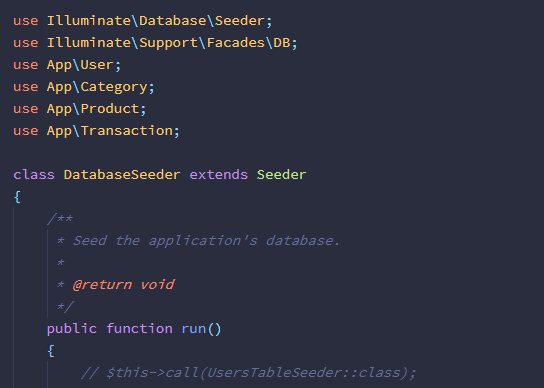 use Illuminate\Database\Seeder;
use Illuminate\Support\Facades\DB;
use App\User;
use App\Category;
use App\Product;
use App\Transaction;
class DatabaseSeeder extends Seeder
{
/**
* Seed the application's database.
*
* @return void
*/
public function run()
{
// $this->call(UsersTableSeeder::class);